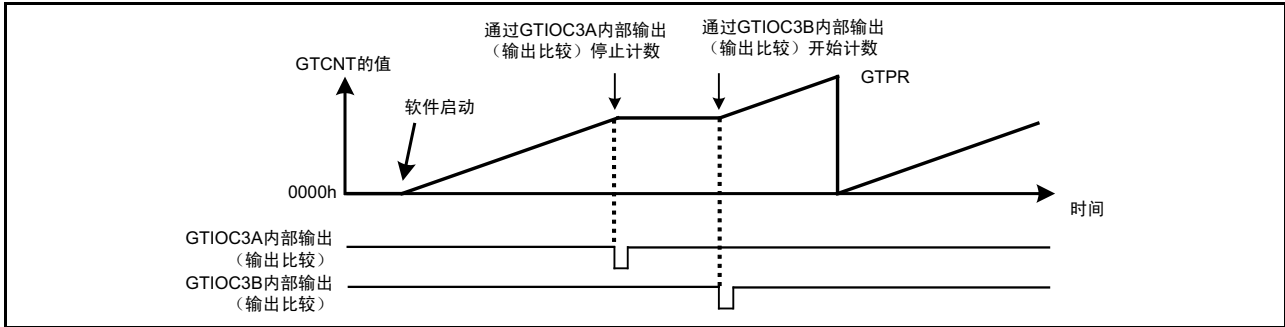 通过GTIOC3A内部输出
（输出比较）停止计数
通过GTIOC3B内部输出
（输出比较）开始计数
GTCNT的值
GTPR
软件启动
0000h
时间
GTIOC3A内部输出
（输出比较）
GTIOC3B内部输出
（输出比较）